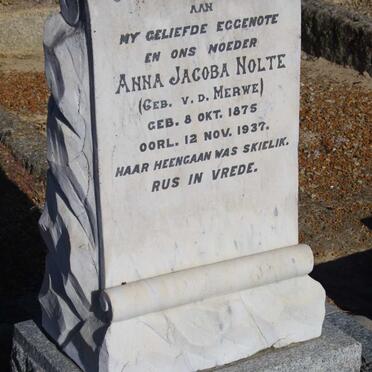 AAN
MY GELIEFDE EGGENOTE
EN ONS MOEDER
ANNA JACOBA NOLTE
(GEB. V. D. MERWE)
GEB. 8 OKT. 1875
OORL. 12 NOV. 1937.
HAAR HEENGAAN WAS SKIELIK.
RUS IN VREDE.